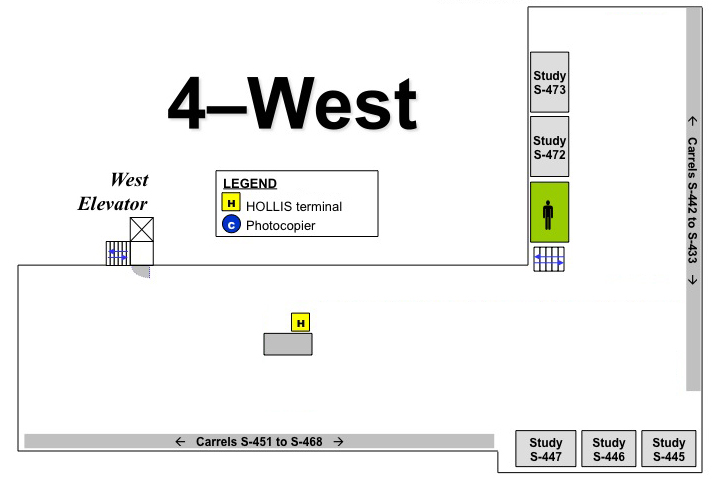 4–West
Study
S-473
Study
S-472
West
Elevator
LEGEND
H HOLLIS terminal
C Photocopier
← Carrels S-442 to S-433 →
H
← Carrels S-451 to S-468 →
Study
S-447
Study
S-446
Study
S-445